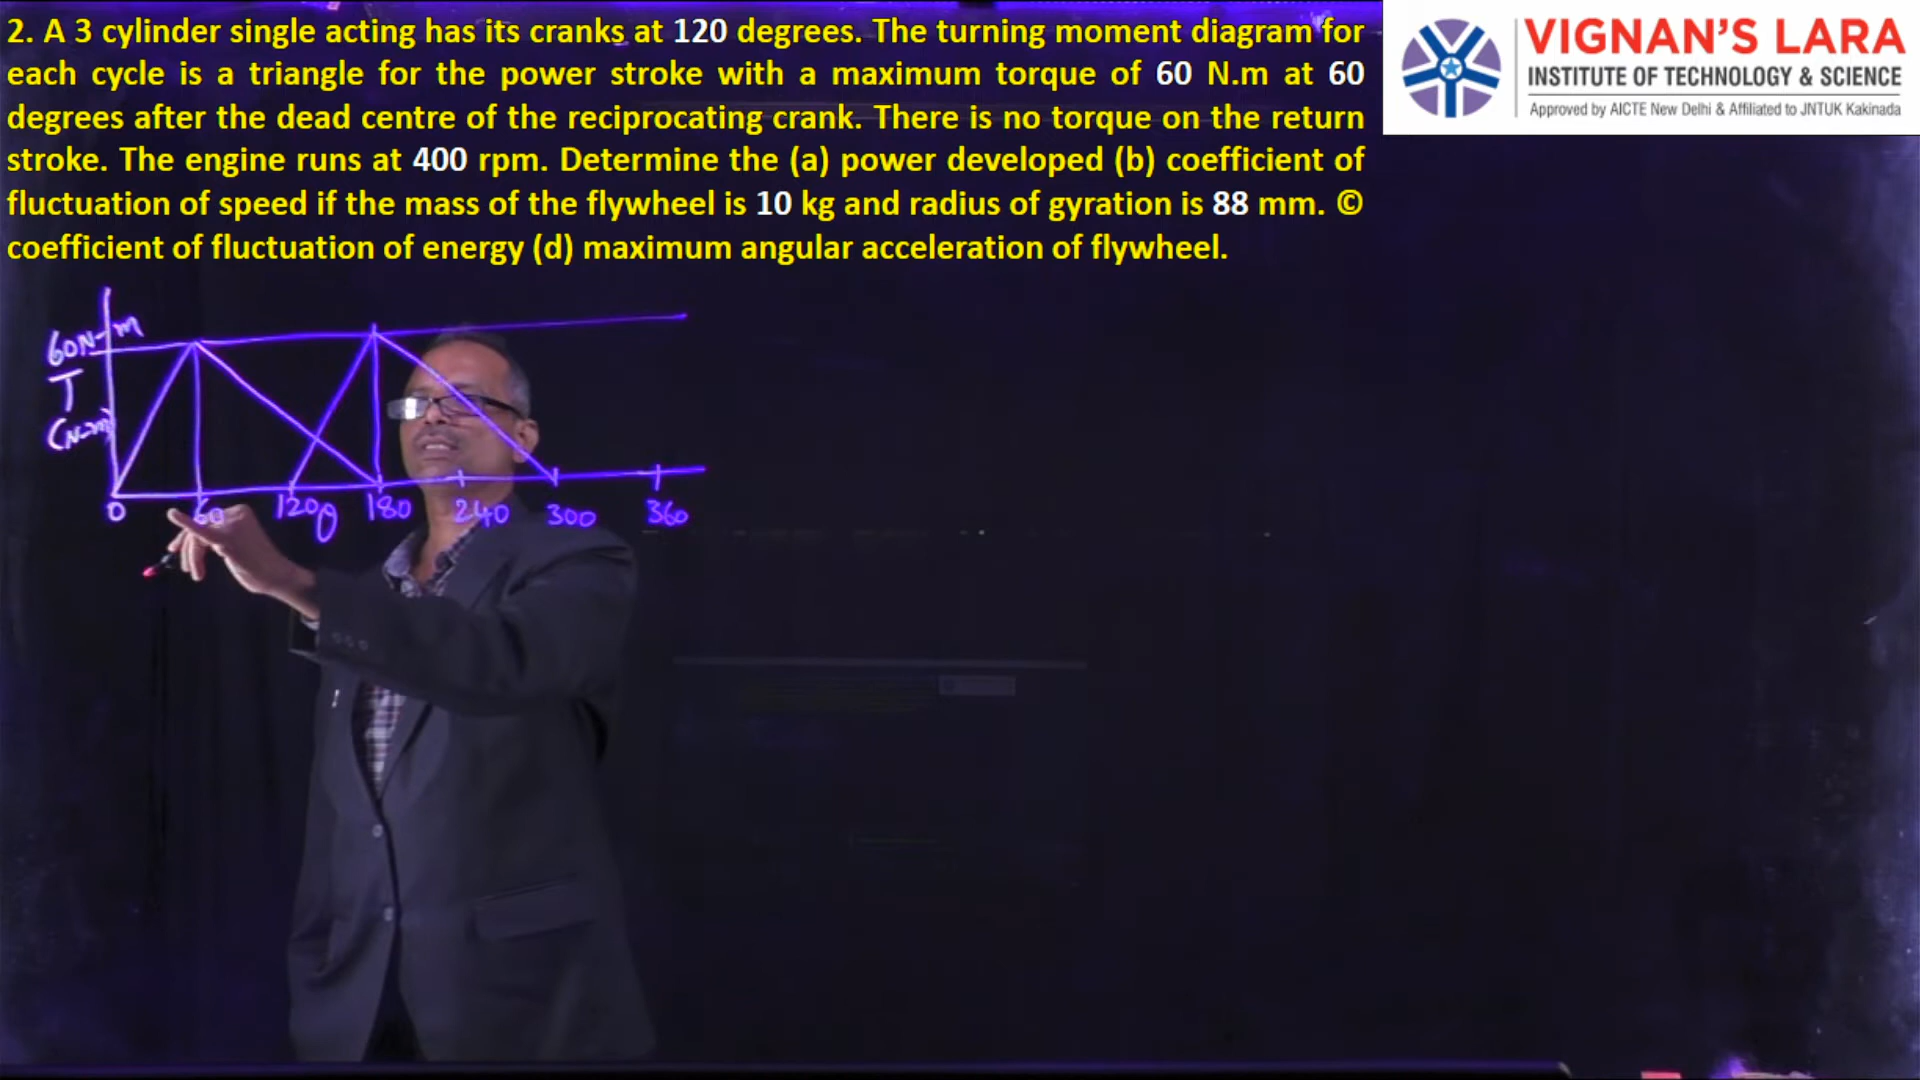 2. A 3 cylinder single acting has its cranks at 120 degrees. The turning moment diagram for
each cycle is a triangle for the power stroke with a maximum torque of 60 N.m at 60
degrees after the dead centre of the reciprocating crank. There is no torque on the return
stroke. The engine runs at 400 rpm. Determine the (a) power developed (b) coefficient of
fluctuation of speed if the mass of the flywheel is 10 kg and radius of gyration is 88 mm. ©
coefficient of fluctuation of energy (d) maximum angular acceleration of flywheel.
VIGNAN'S LARA
INSTITUTE OF TECHNOLOGY & SCIENCE
Approved by AICTE New Delhi & Affiliated to JNTUK Kakinada
60N-m
T
(N-m)
0 60 120 θ 180 240 300 360